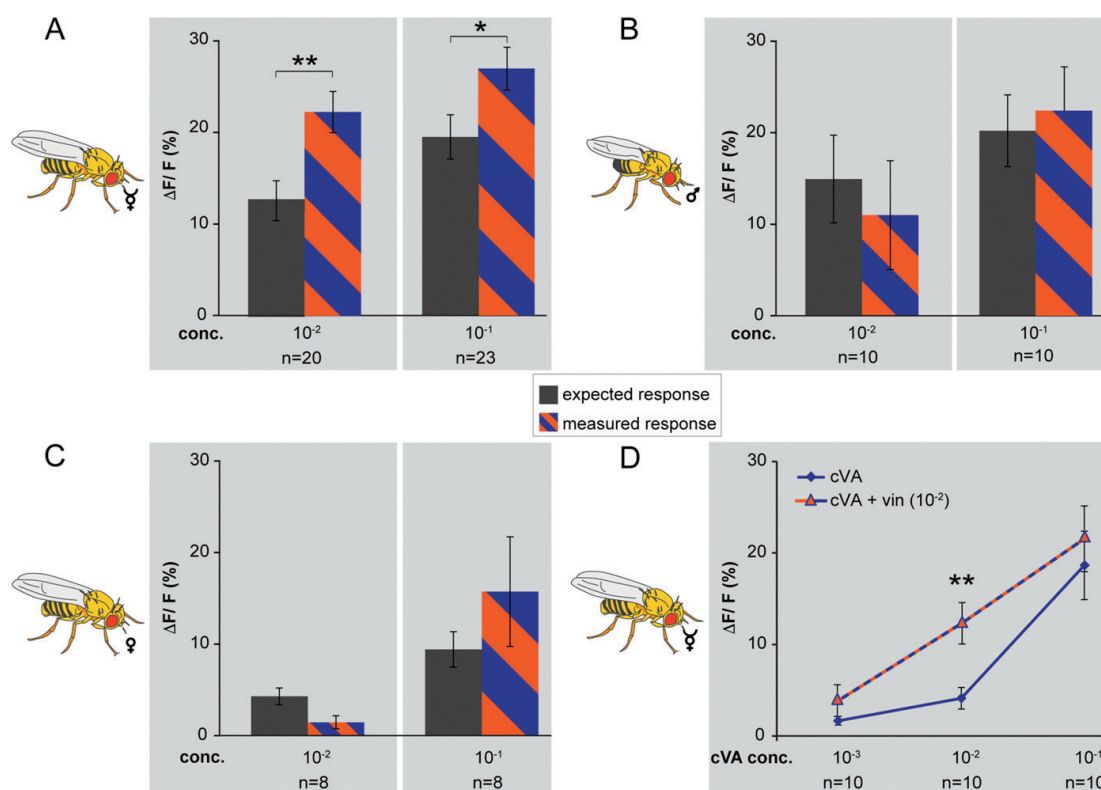 A
30
20
10
0
ΔF/ F (%)
**
*
conc.
10⁻²
10⁻¹
n=20
n=23
B
30
20
10
0
ΔF/ F (%)
♂
conc.
10⁻²
10⁻¹
n=10
n=10
expected response
measured response
C
30
20
10
0
ΔF/ F (%)
♀
conc.
10⁻²
10⁻¹
n=8
n=8
D
30
20
10
0
ΔF/ F (%)
cVA
cVA + vin (10⁻²)
**
cVA conc.
10⁻³
10⁻²
10⁻¹
n=10
n=10
n=10